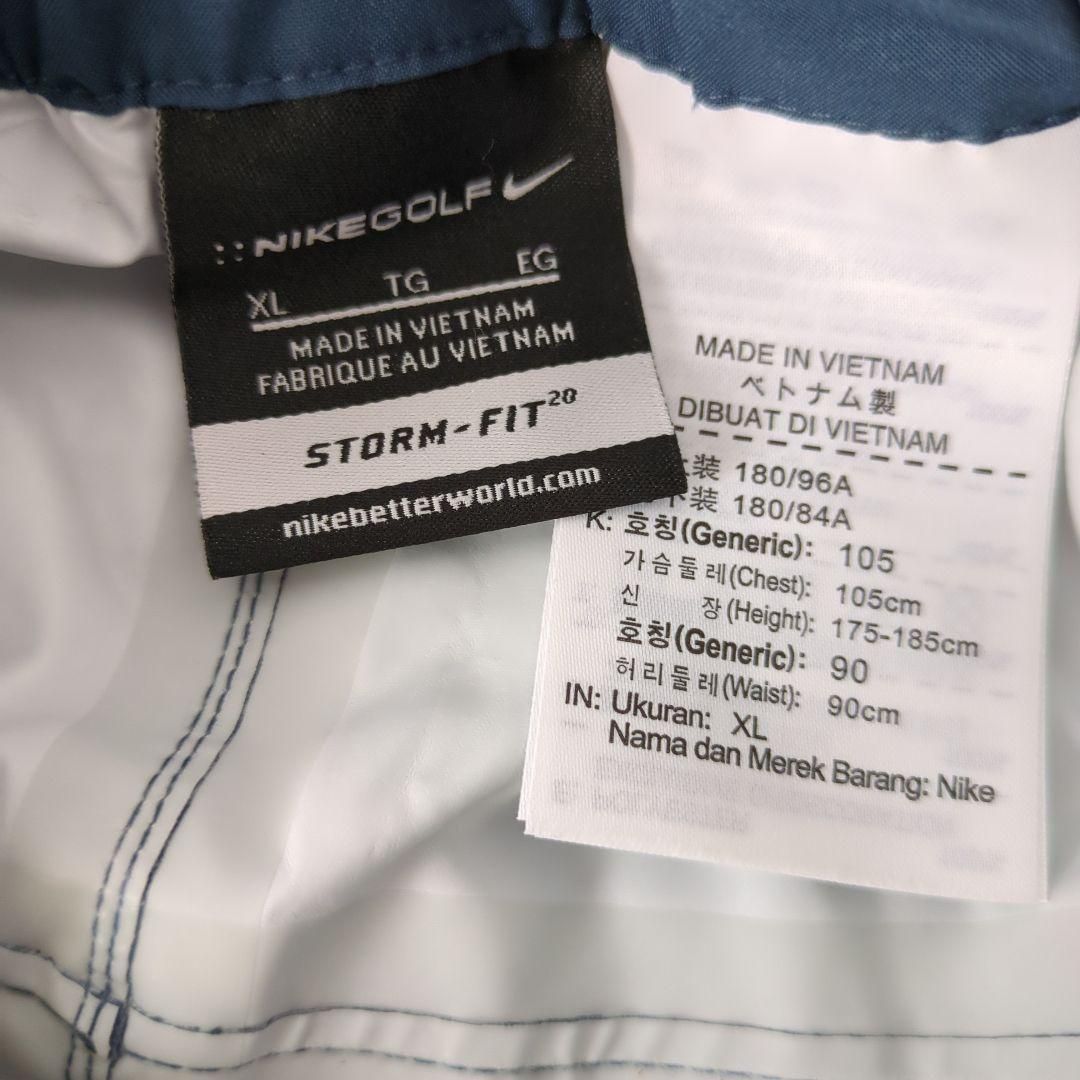 NIKEGOLF
XL TG EG
MADE IN VIETNAM
FABRIQUE AU VIETNAM
STORM-FIT²⁰
nikebetterworld.com
MADE IN VIETNAM
ベトナム製
DIBUAT DI VIETNAM
装 180/96A
装 180/84A
K: 호칭(Generic): 105
가슴둘레(Chest): 105cm
신 장(Height): 175-185cm
호칭(Generic): 90
허리둘레(Waist): 90cm
IN: Ukuran: XL
Nama dan Merek Barang: Nike